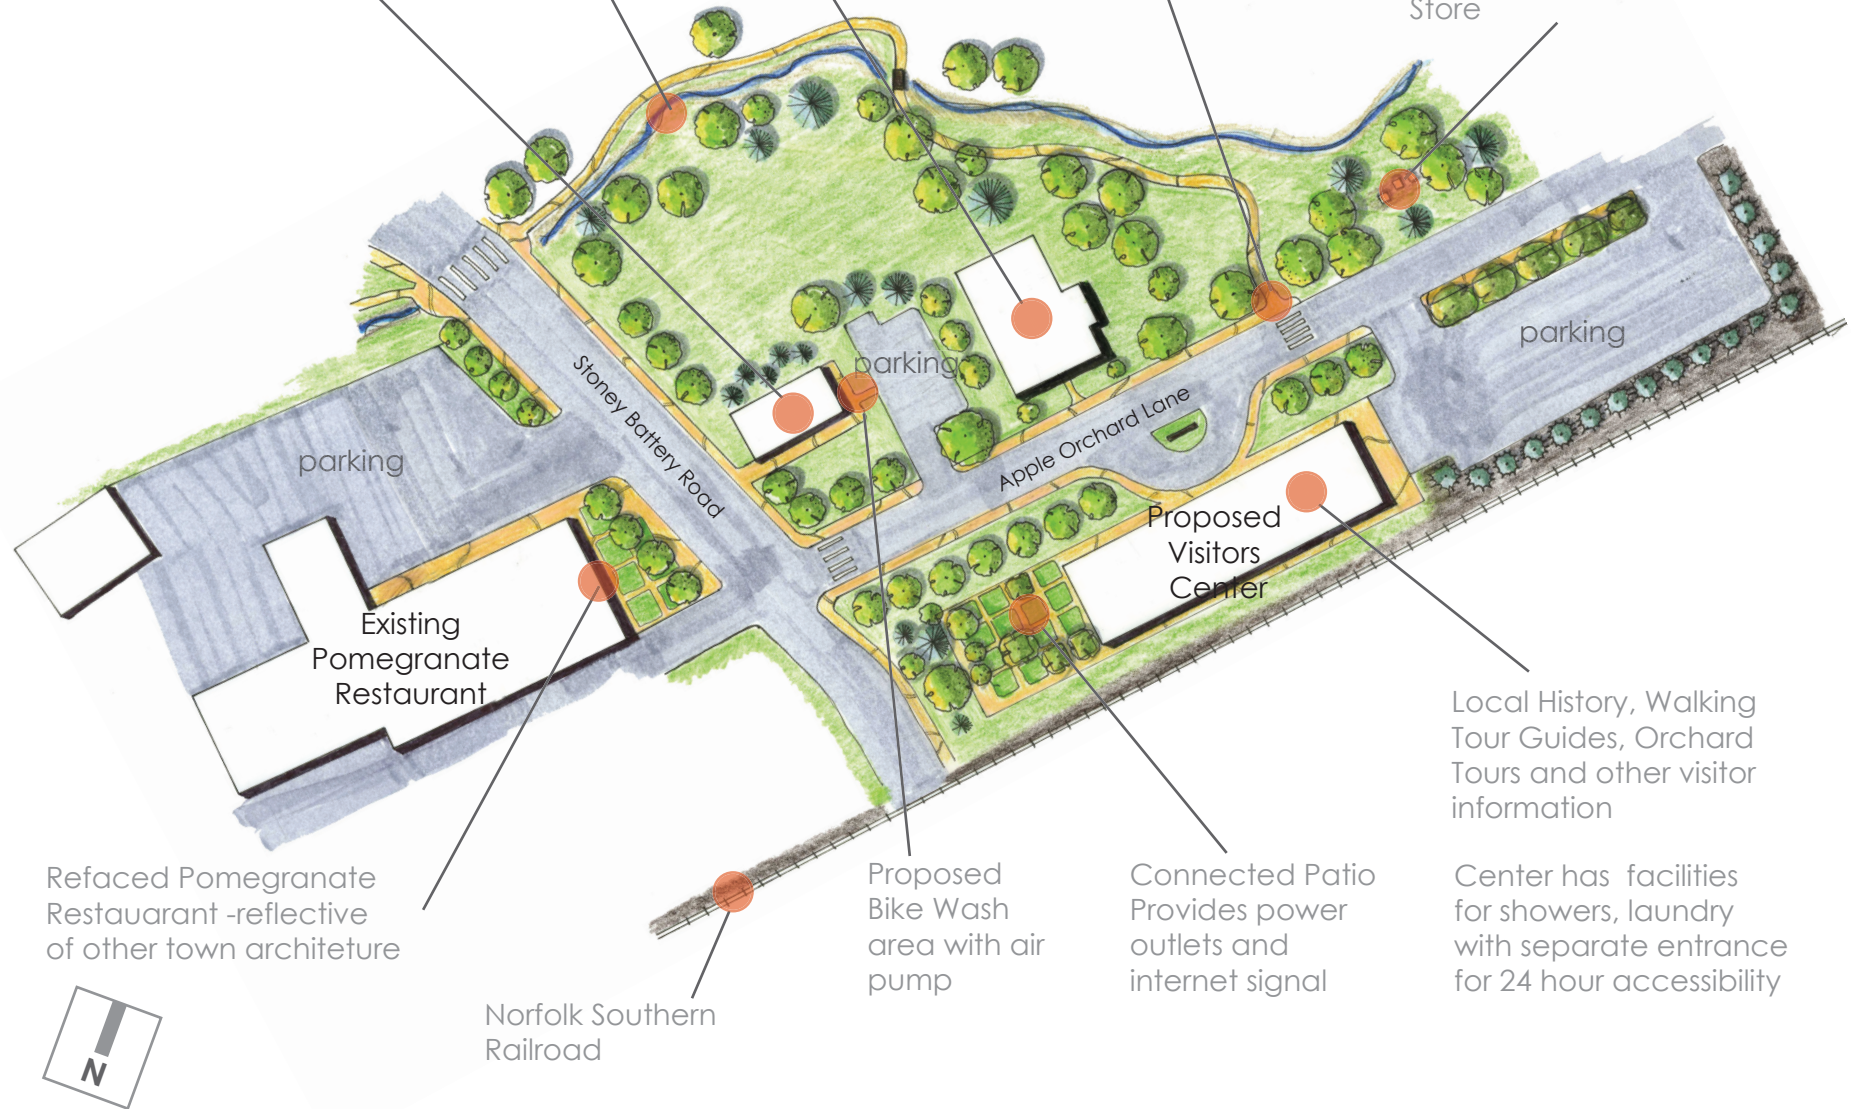 Store
parking
parking
parking
Stoney Battery Road
Apple Orchard Lane
Proposed
Visitors
Center
Existing
Pomegranate
Restaurant
Local History, Walking
Tour Guides, Orchard
Tours and other visitor
information
Refaced Pomegranate
Restauarant -reflective
of other town architeture
Proposed
Bike Wash
area with air
pump
Connected Patio
Provides power
outlets and
internet signal
Center has facilities
for showers, laundry
with separate entrance
for 24 hour accessibility
Norfolk Southern
Railroad
N